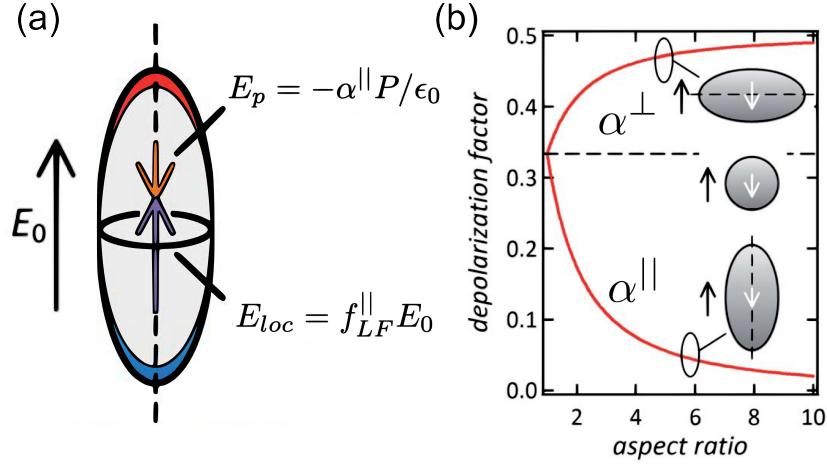 (a)
E_p = −α^{||}P/ϵ_0
E_0
E_{loc} = f_{LF}^{||}E_0
(b)
depolarization factor
0.5
0.4
0.3
0.2
0.1
0.0
α^⊥
α^{||}
2 4 6 8 10
aspect ratio